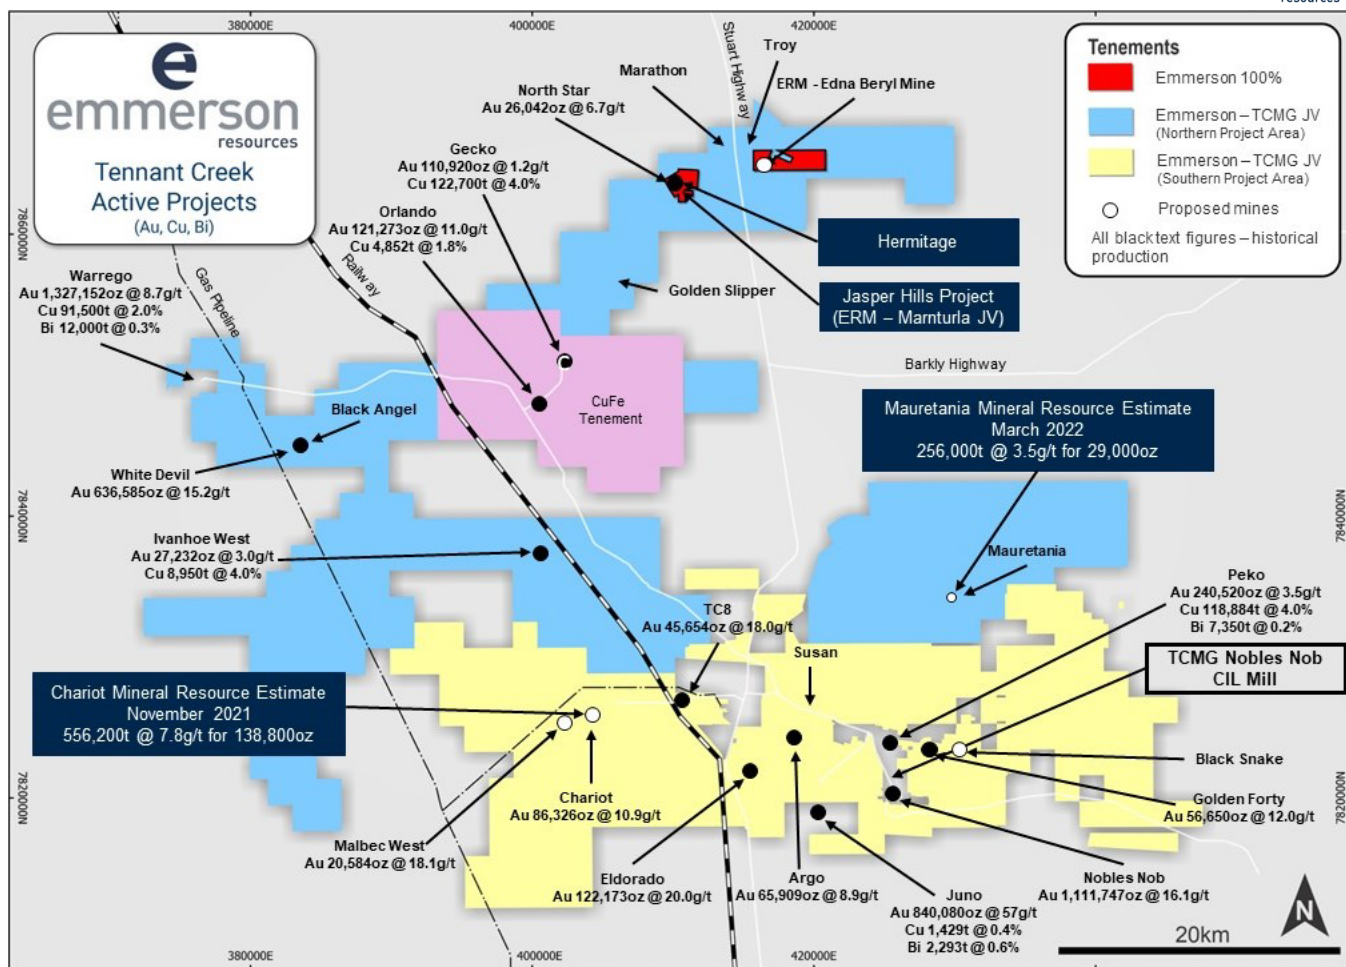 resources
380000E
400000E
420000E
emmerson
resources
Tennant Creek
Active Projects
(Au, Cu, Bi)
Tenements
Emmerson 100%
Emmerson – TCMG JV
(Northern Project Area)
Emmerson – TCMG JV
(Southern Project Area)
Proposed mines
All black text figures – historical
production
Stuart Highway
Troy
Marathon
ERM - Edna Beryl Mine
North Star
Au 26,042oz @ 6.7g/t
Gecko
Au 110,920oz @ 1.2g/t
Cu 122,700t @ 4.0%
Orlando
Au 121,273oz @ 11.0g/t
Cu 4,852t @ 1.8%
7860000N
Hermitage
Railway
Gas Pipeline
Warrego
Au 1,327,152oz @ 8.7g/t
Cu 91,500t @ 2.0%
Bi 12,000t @ 0.3%
Golden Slipper
Jasper Hills Project
(ERM – Marnturla JV)
Barkly Highway
CuFe
Tenement
Black Angel
Mauretania Mineral Resource Estimate
March 2022
256,000t @ 3.5g/t for 29,000oz
White Devil
Au 636,585oz @ 15.2g/t
7840000N
7840000N
Ivanhoe West
Au 27,232oz @ 3.0g/t
Cu 8,950t @ 4.0%
Mauretania
Peko
Au 240,520oz @ 3.5g/t
Cu 118,884t @ 4.0%
Bi 7,350t @ 0.2%
TC8
Au 45,654oz @ 18.0g/t
Susan
TCMG Nobles Nob
CIL Mill
Chariot Mineral Resource Estimate
November 2021
556,200t @ 7.8g/t for 138,800oz
Black Snake
7820000N
7820000N
Chariot
Au 86,326oz @ 10.9g/t
Golden Forty
Au 56,650oz @ 12.0g/t
Malbec West
Au 20,584oz @ 18.1g/t
Eldorado
Au 122,173oz @ 20.0g/t
Argo
Au 65,909oz @ 8.9g/t
Juno
Au 840,080oz @ 57g/t
Cu 1,429t @ 0.4%
Bi 2,293t @ 0.6%
Nobles Nob
Au 1,111,747oz @ 16.1g/t
N
20km
380000E
400000E
420000E